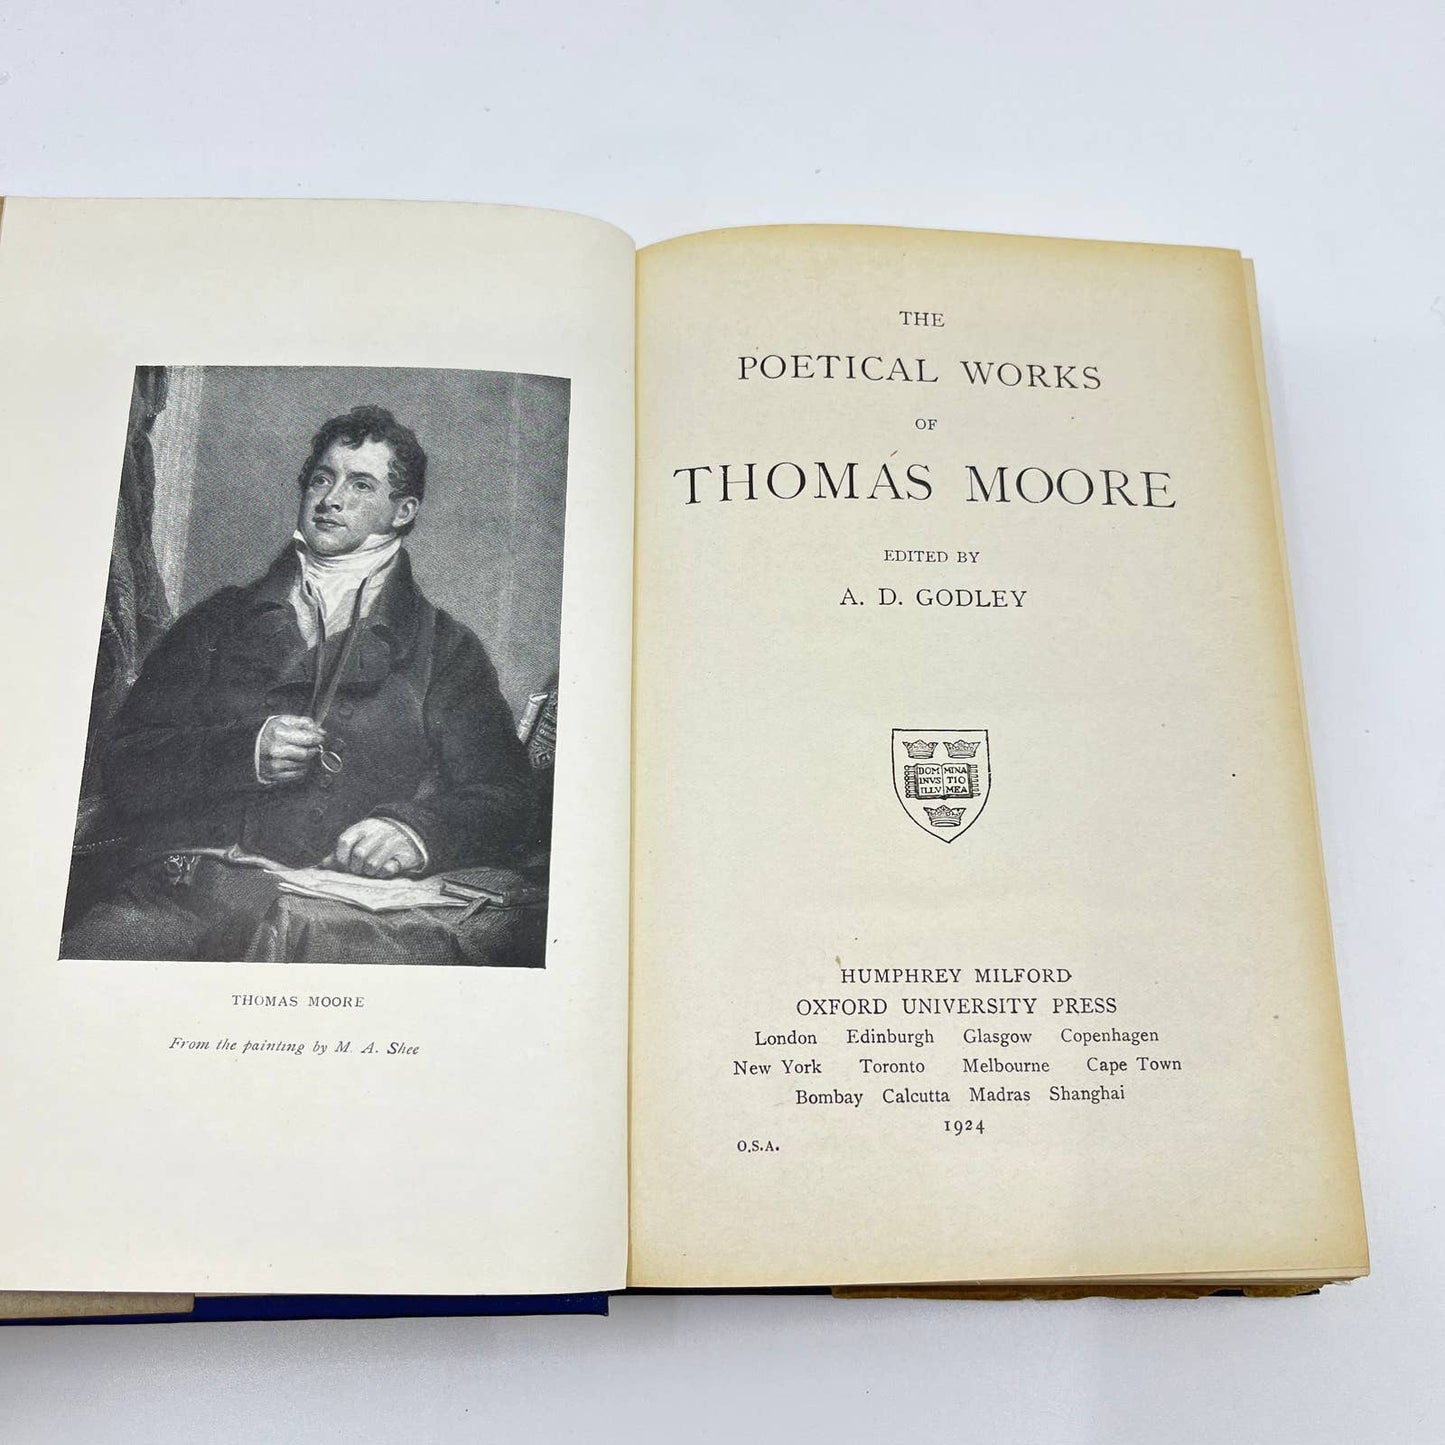 THOMAS MOORE
From the painting by M. A. Shee
THE
POETICAL WORKS
OF
THOMAS MOORE
EDITED BY
A. D. GODLEY
DOM MINA
INVS TIO
ILLV MEA
HUMPHREY MILFORD
OXFORD UNIVERSITY PRESS
London Edinburgh Glasgow Copenhagen
New York Toronto Melbourne Cape Town
Bombay Calcutta Madras Shanghai
1924
O.S.A.